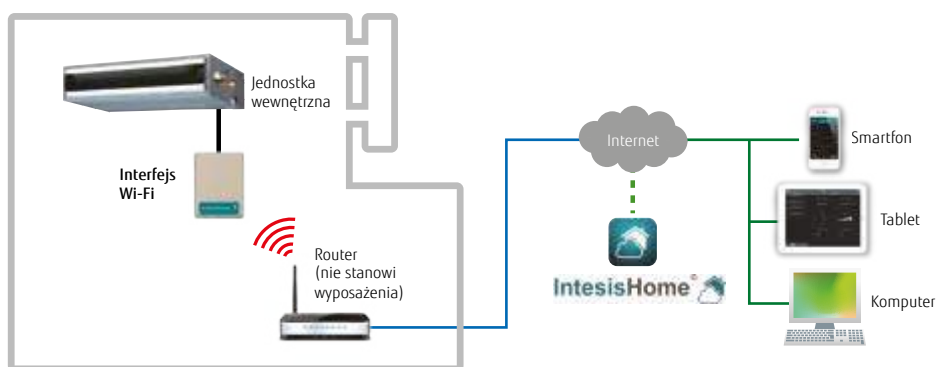 Jednostka
wewnętrzna
Interfejs
Wi-Fi
Router
(nie stanowi
wyposażenia)
Internet
IntesisHome®
Smartfon
Tablet
Komputer